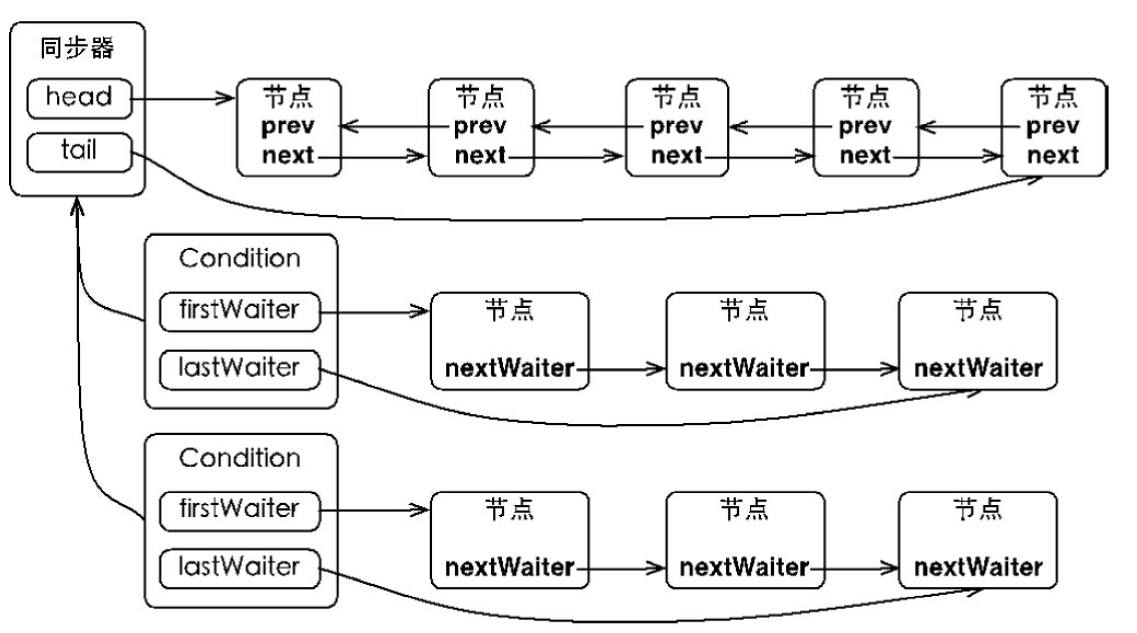 同步器
head
tail
节点
prev
next
节点
prev
next
节点
prev
next
节点
prev
next
节点
prev
next
Condition
firstWaiter
lastWaiter
节点
nextWaiter
节点
nextWaiter
节点
nextWaiter
Condition
firstWaiter
lastWaiter
节点
nextWaiter
节点
nextWaiter
节点
nextWaiter